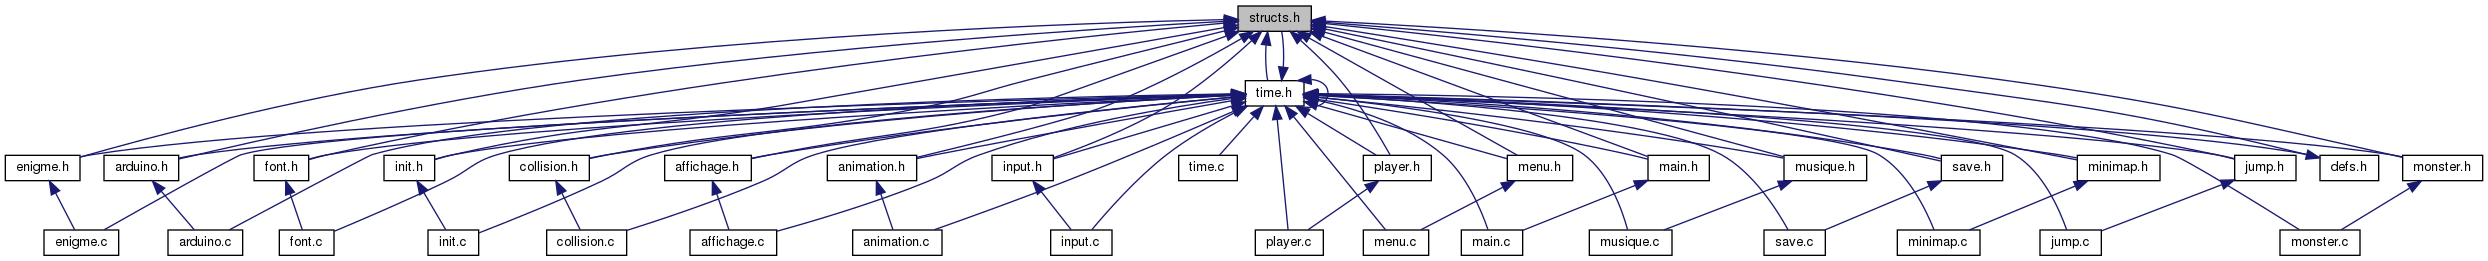 structs.h
time.h
enigme.h
arduino.h
font.h
init.h
collision.h
affichage.h
animation.h
input.h
time.c
player.h
menu.h
main.h
musique.h
save.h
minimap.h
jump.h
defs.h
monster.h
enigme.c
arduino.c
font.c
init.c
collision.c
affichage.c
animation.c
input.c
player.c
menu.c
main.c
musique.c
save.c
minimap.c
jump.c
monster.c